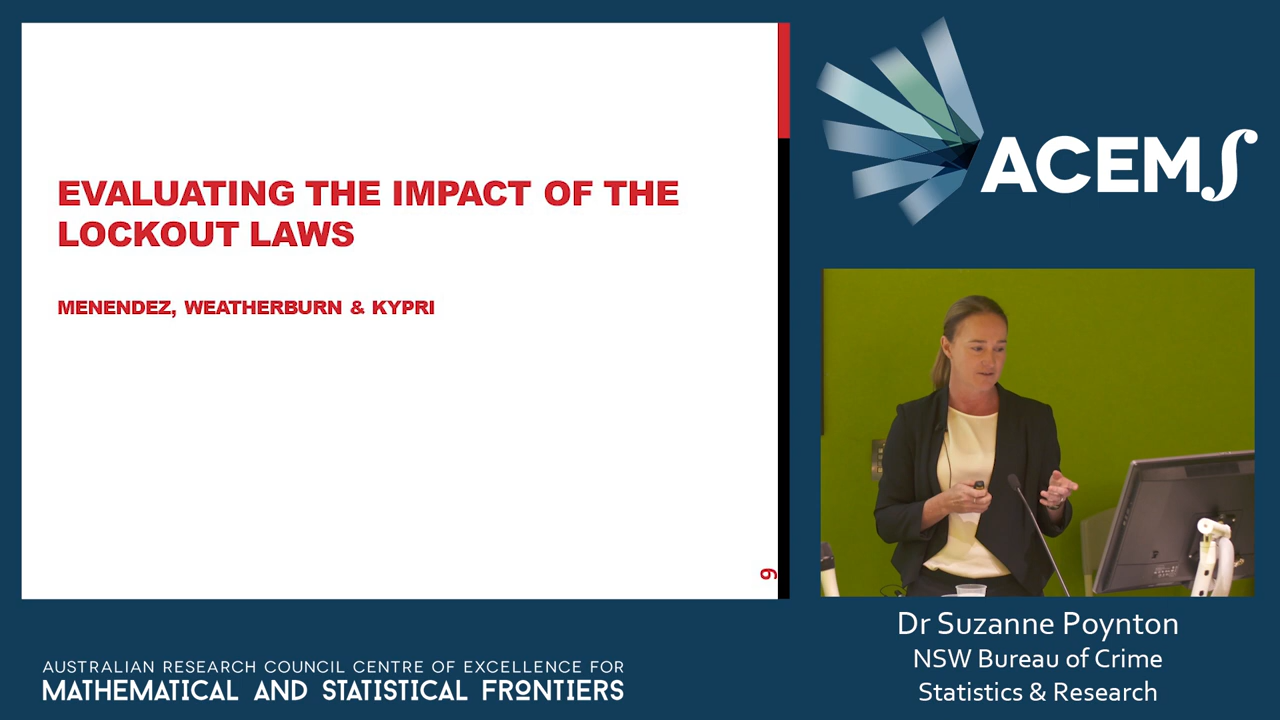 EVALUATING THE IMPACT OF THE
LOCKOUT LAWS
MENENDEZ, WEATHERBURN & KYPRI
9
ACEMS
Dr Suzanne Poynton
NSW Bureau of Crime
Statistics & Research
AUSTRALIAN RESEARCH COUNCIL CENTRE OF EXCELLENCE FOR
MATHEMATICAL AND STATISTICAL FRONTIERS